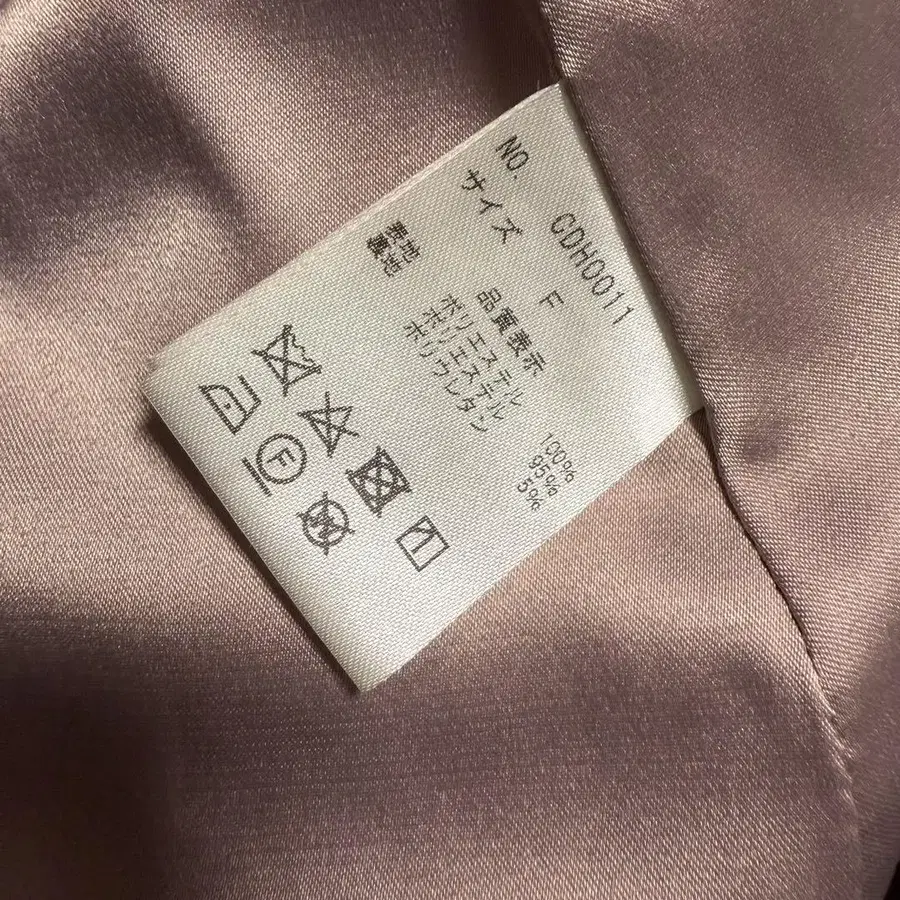 NO. CDH0011
サイズ F
品質表示
表地 ポリエステル 100%
裏地 ポリエステル 95%
ポリウレタン 5%
F
W